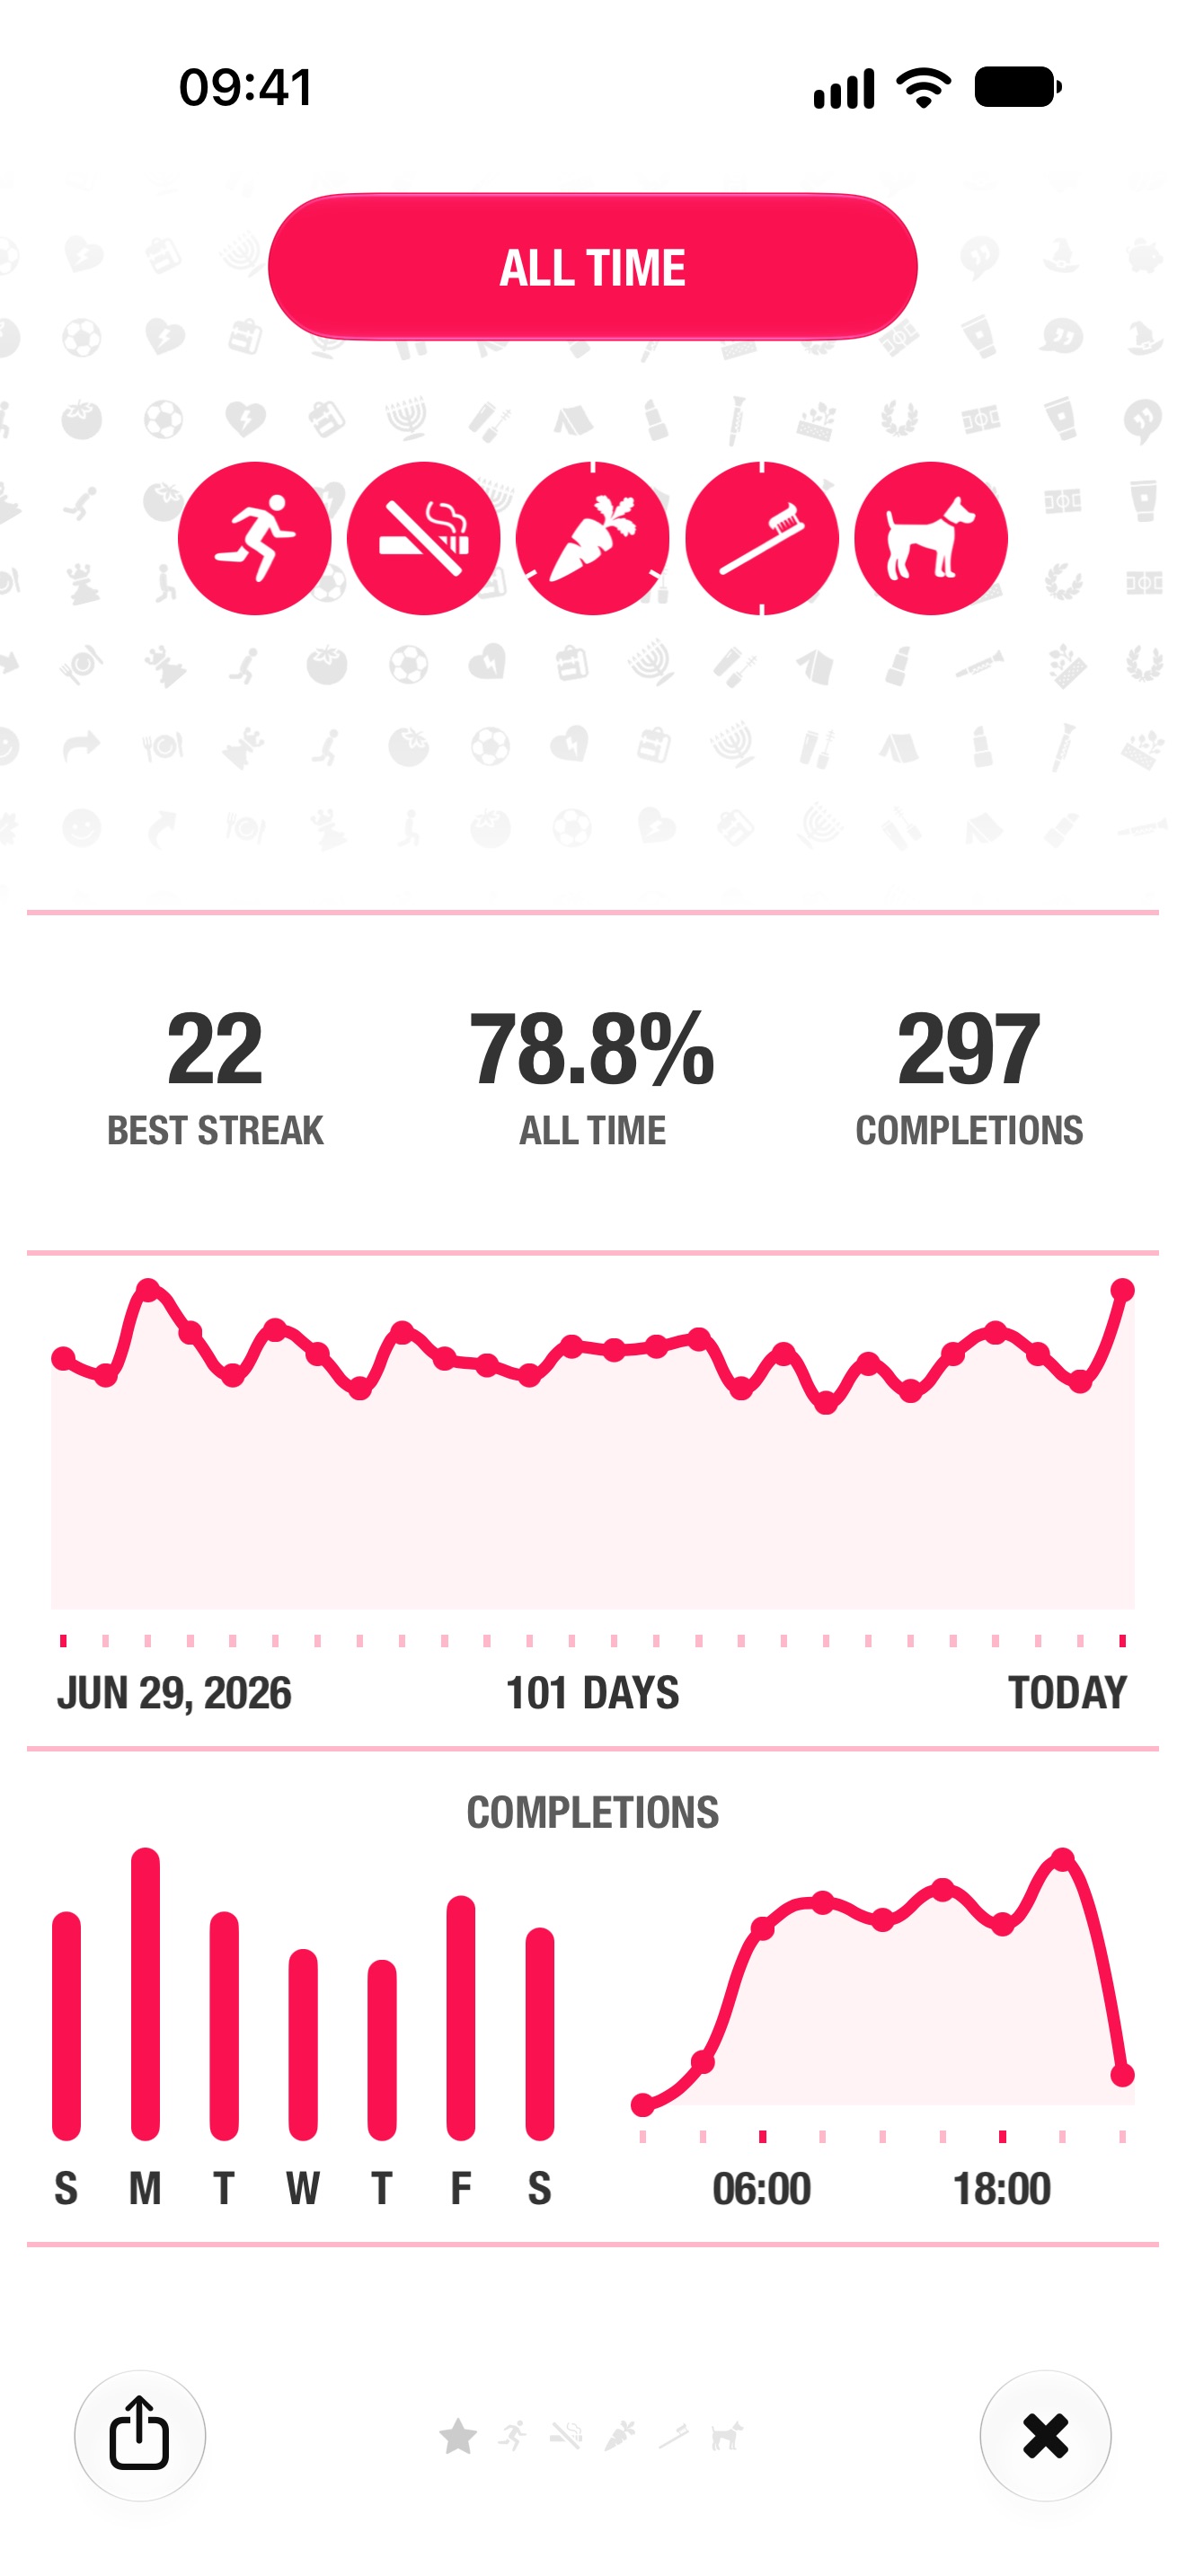 09:41
ALL TIME
22 78.8% 297
BEST STREAK ALL TIME COMPLETIONS
JUN 29, 2026 101 DAYS TODAY
COMPLETIONS
S M T W T F S 06:00 18:00